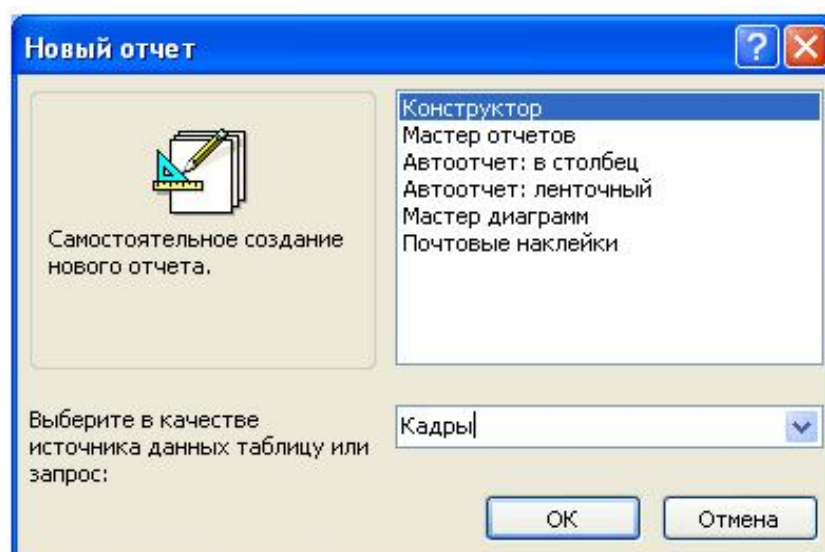 Новый отчет
Самостоятельное создание
нового отчета.
Конструктор
Мастер отчетов
Автоотчет: в столбец
Автоотчет: ленточный
Мастер диаграмм
Почтовые наклейки
Выберите в качестве
источника данных таблицу или
запрос:
Кадры
ОК
Отмена